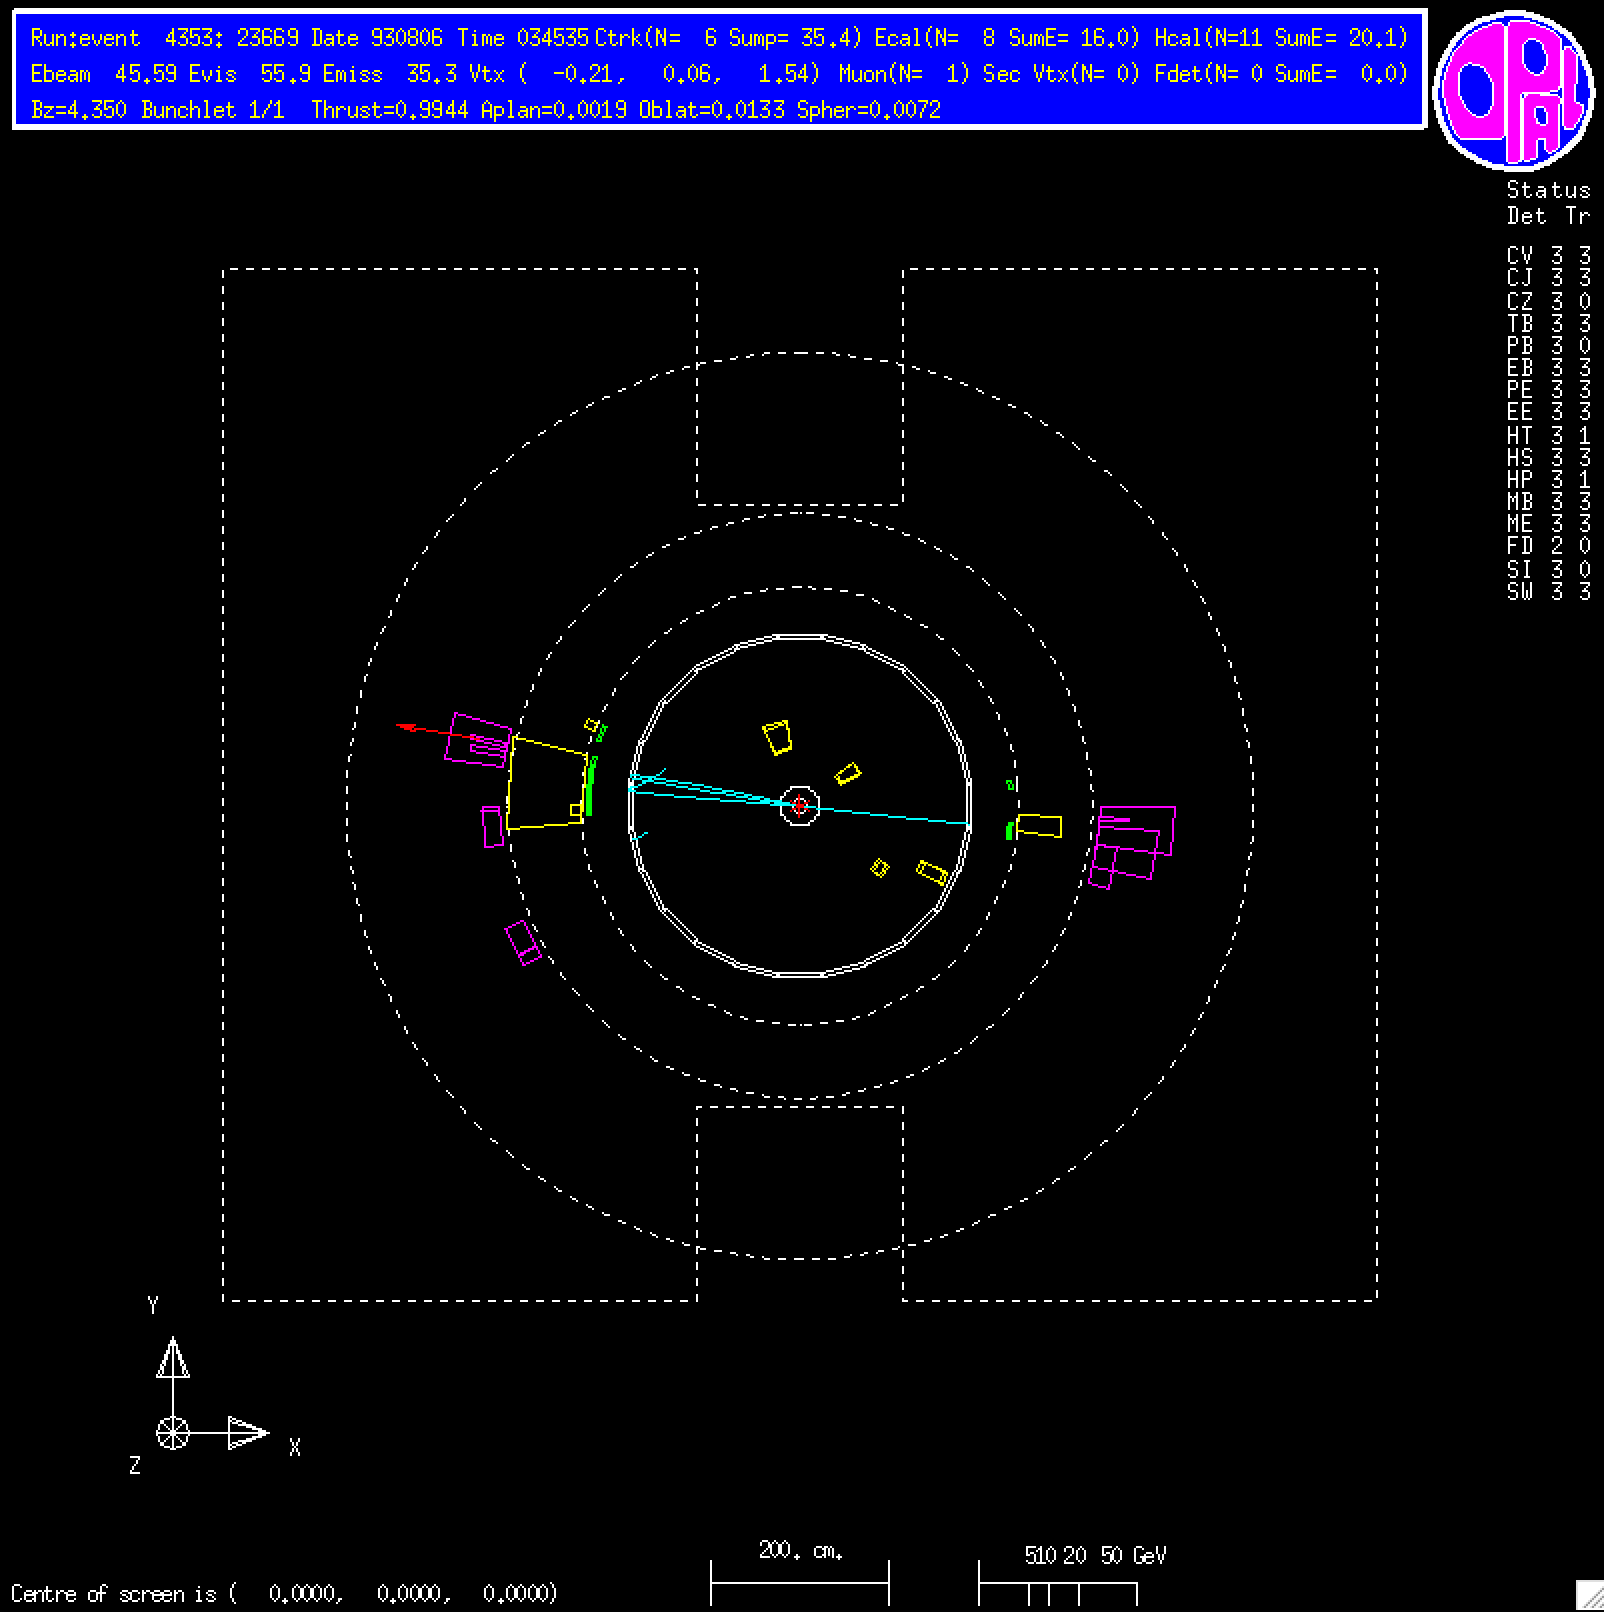 Run:event 4353: 23669 Date 930806 Time 034535 Ctrk(N= 6 Sump= 35.4) Ecal(N= 8 SumE= 16.0) Hcal(N=11 SumE= 20.1)
Ebeam 45.59 Evis 55.9 Emiss 35.3 Vtx ( -0.21, 0.06, 1.54) Muon(N= 1) Sec Vtx(N= 0) Fdet(N= 0 SumE= 0.0)
Bz=4.350 Bunchlet 1/1 Thrust=0.9944 Aplan=0.0019 Oblat=0.0133 Spher=0.0072
OPAL
Status
Det Tr
CV 3 3
CJ 3 3
CZ 3 0
TB 3 3
PB 3 0
EB 3 3
PE 3 3
EE 3 3
HT 3 1
HS 3 3
HP 3 1
MB 3 3
ME 3 3
FD 2 0
SI 3 0
SW 3 3
Y
X
Z
200. cm.
5 10 20 50 GeV
Centre of screen is ( 0.0000, 0.0000, 0.0000)